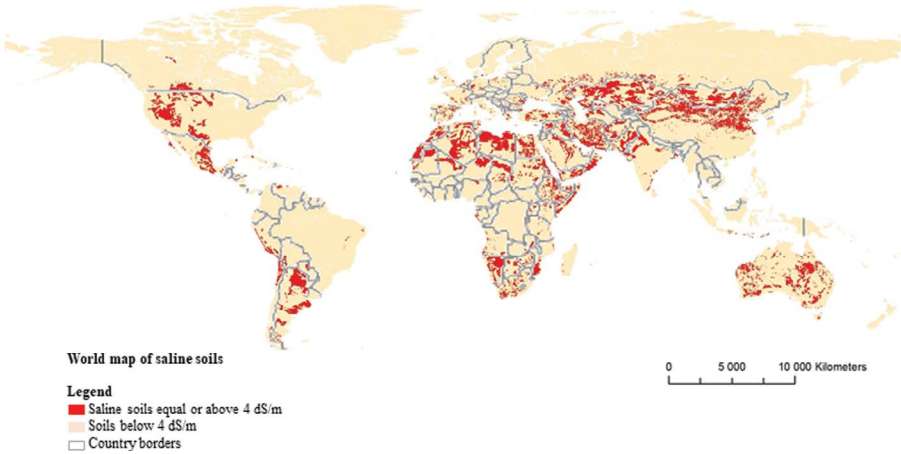 World map of saline soils
Legend
Saline soils equal or above 4 dS/m
Soils below 4 dS/m
Country borders
0 5 000 10 000 Kilometers